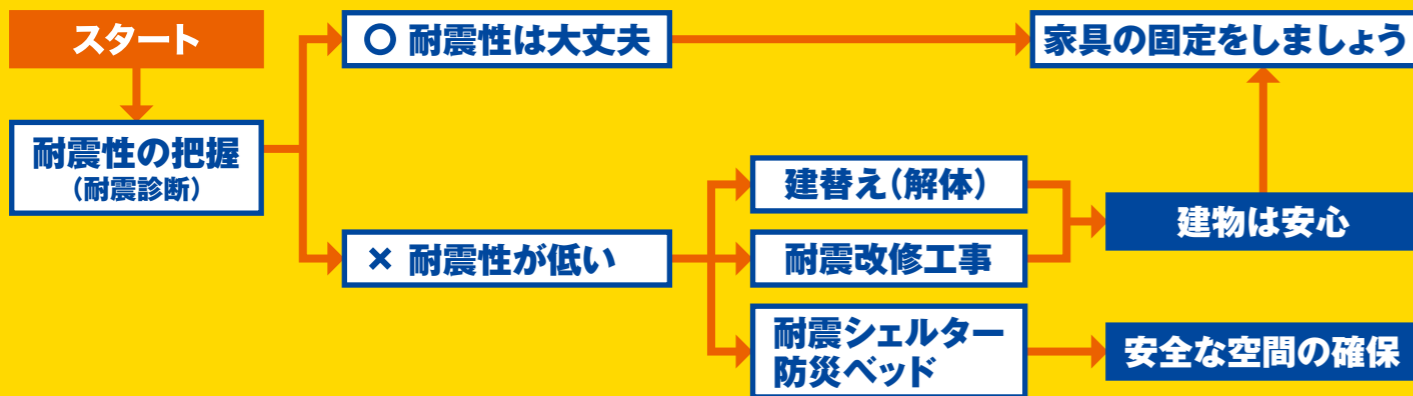 スタート
○ 耐震性は大丈夫
家具の固定をしましょう
耐震性の把握
（耐震診断）
建替え（解体）
建物は安心
× 耐震性が低い
耐震改修工事
耐震シェルター
防災ベッド
安全な空間の確保